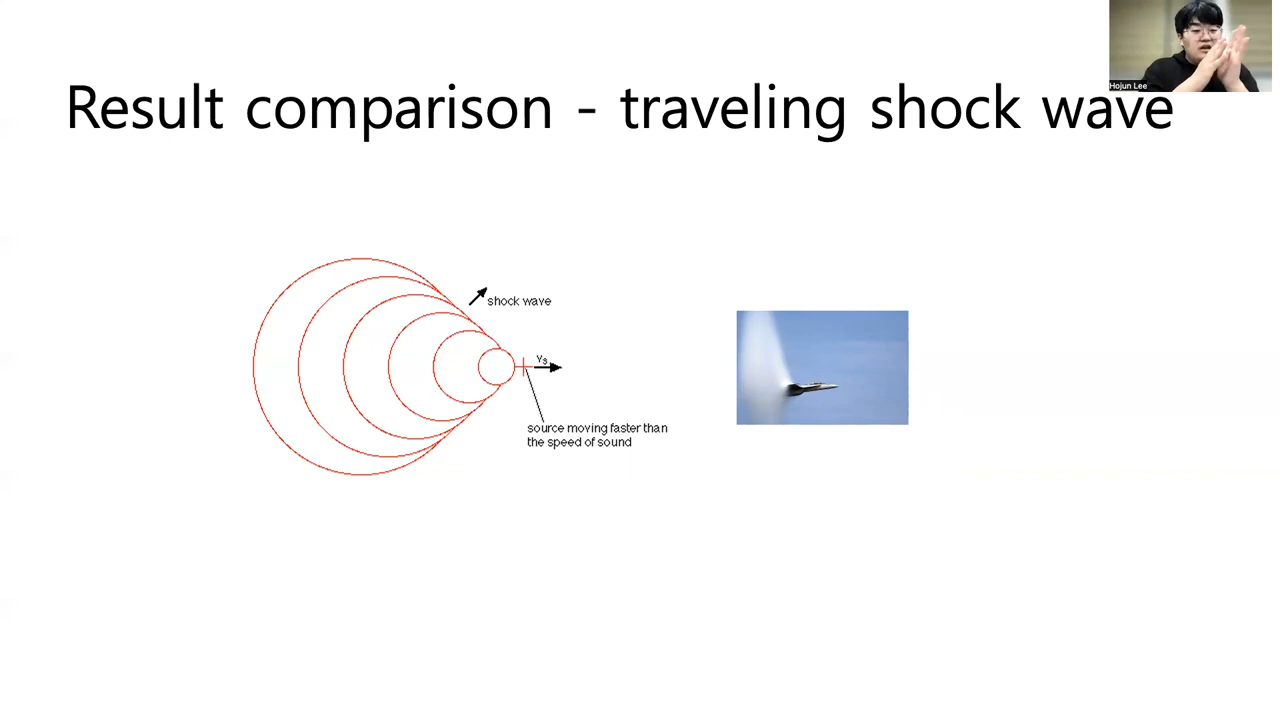 Hojun Lee
Result comparison - traveling shock wave
shock wave
vs
source moving faster than
the speed of sound